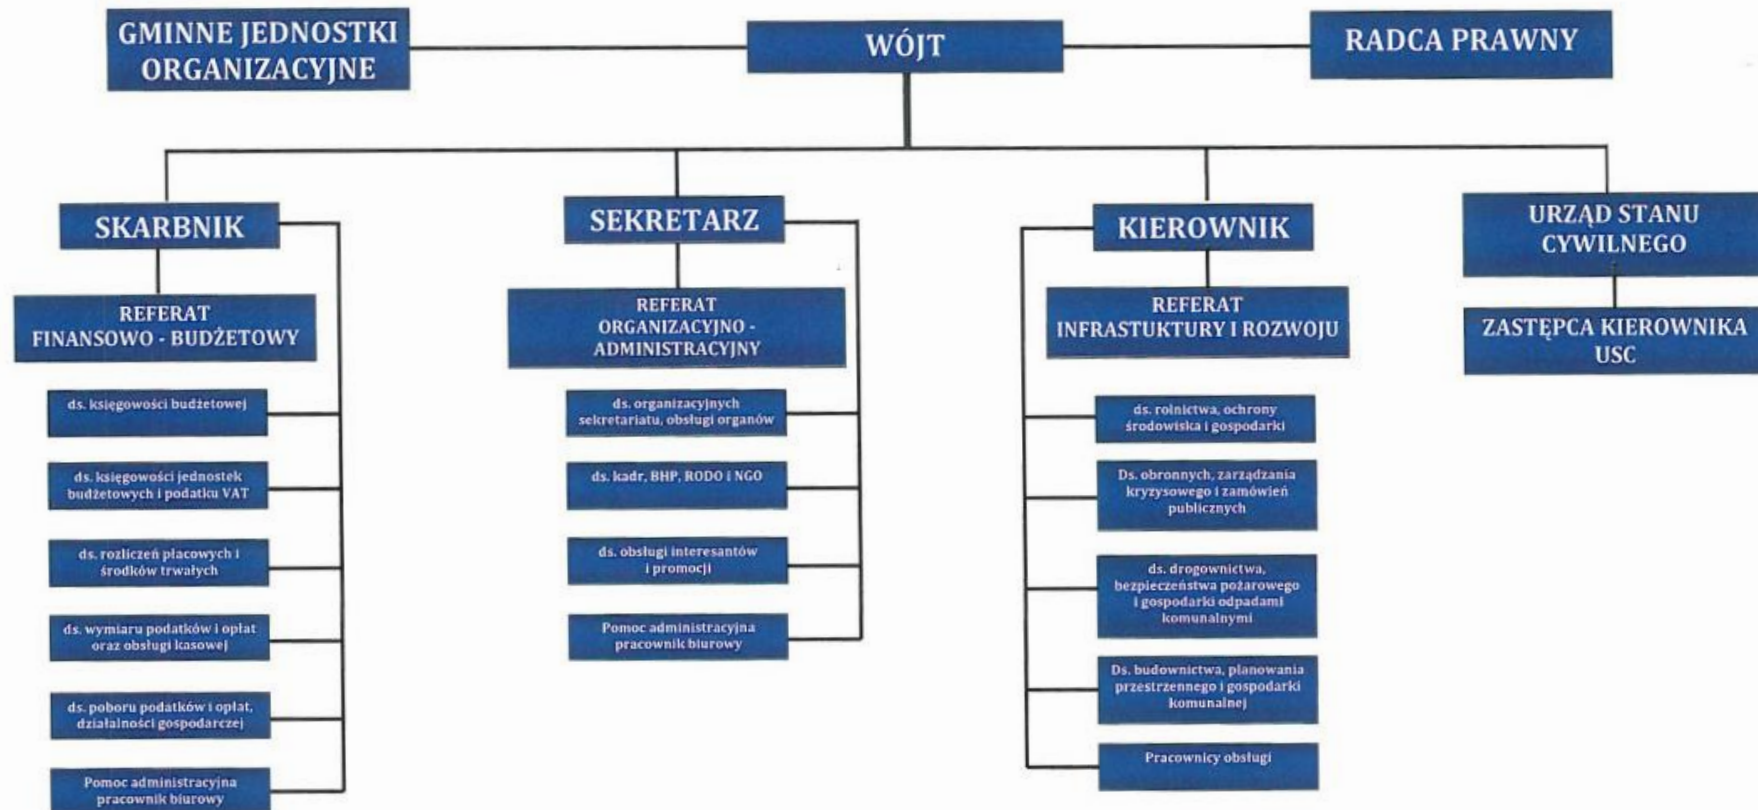 GMINNE JEDNOSTKI
ORGANIZACYJNE
WÓJT
RADCA PRAWNY
SKARBNIK
REFERAT
FINANSOWO - BUDŻETOWY
ds. księgowości budżetowej
ds. księgowości jednostek
budżetowych i podatku VAT
ds. rozliczeń płacowych i
środków trwałych
ds. wymiaru podatków i opłat
oraz obsługi kasowej
ds. poboru podatków i opłat,
działalności gospodarczej
Pomoc administracyjna
pracownik biurowy
SEKRETARZ
REFERAT
ORGANIZACYJNO -
ADMINISTRACYJNY
ds. organizacyjnych
sekretariatu, obsługi organów
ds. kadr, BHP, RODO i NGO
ds. obsługi interesantów
i promocji
Pomoc administracyjna
pracownik biurowy
KIEROWNIK
REFERAT
INFRASTUKTURY I ROZWOJU
ds. rolnictwa, ochrony
środowiska i gospodarki
Ds. obronnych, zarządzania
kryzysowego i zamówień
publicznych
ds. drogownictwa,
bezpieczeństwa pożarowego
i gospodarki odpadami
komunalnymi
Ds. budownictwa, planowania
przestrzennego i gospodarki
komunalnej
Pracownicy obsługi
URZĄD STANU
CYWILNEGO
ZASTĘPCA KIEROWNIKA
USC